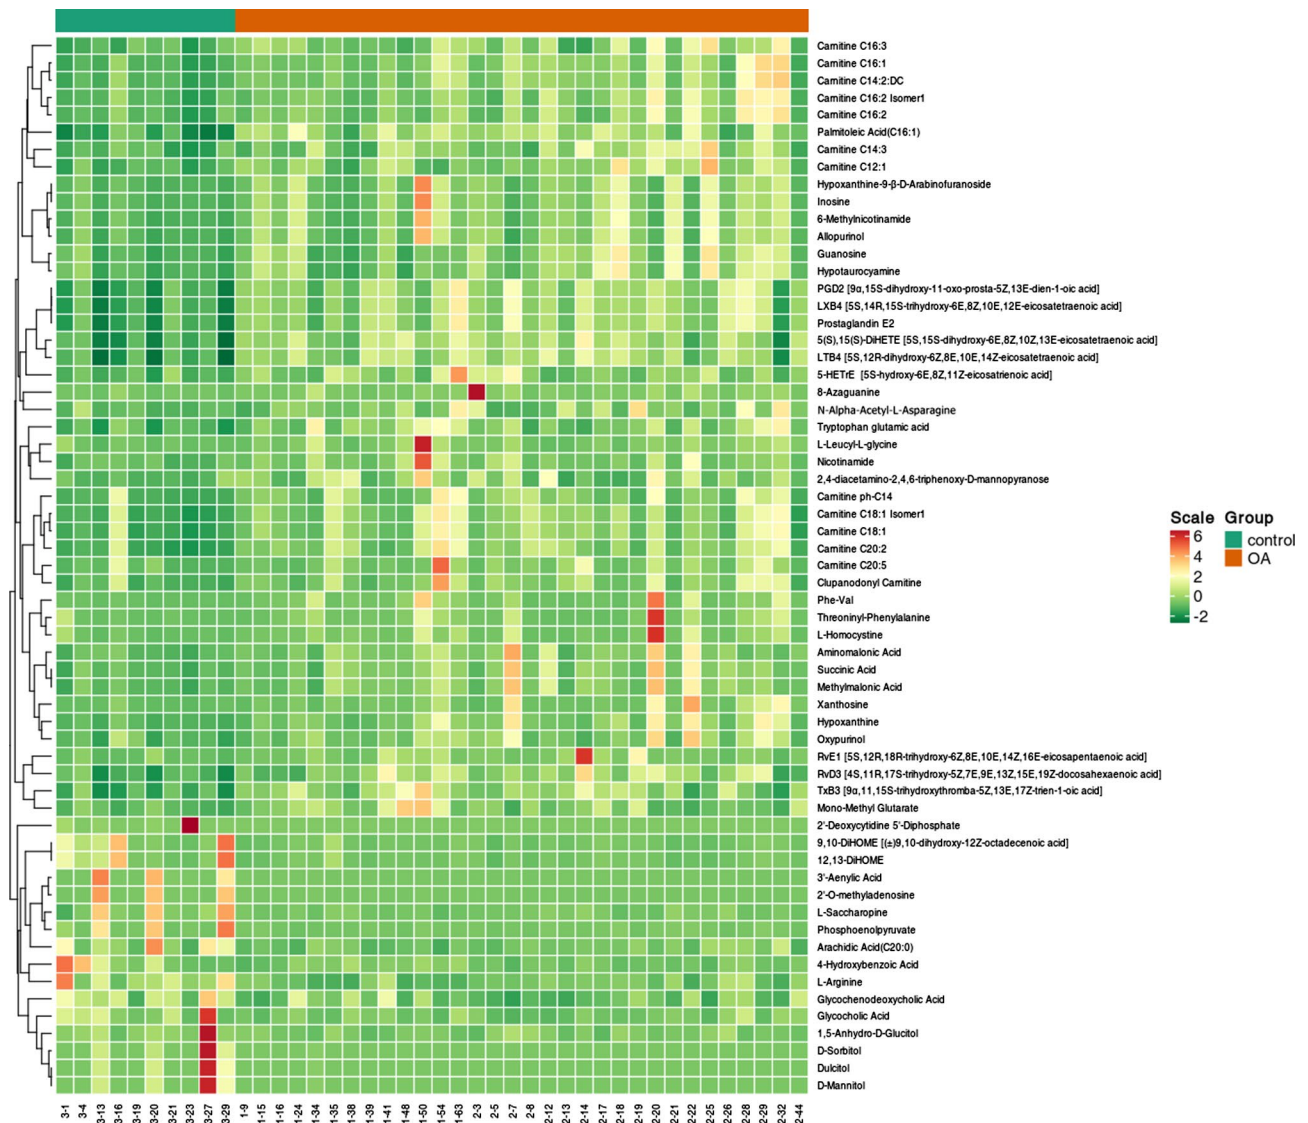 Carnitine C16:3
Carnitine C16:1
Carnitine C14:2:DC
Carnitine C16:2 Isomer1
Carnitine C16:2
Palmitoleic Acid(C16:1)
Carnitine C14:3
Carnitine C12:1
Hypoxanthine-9-β-D-Arabinofuranoside
Inosine
6-Methylnicotinamide
Allopurinol
Guanosine
Hypotaurocyamine
PGD2 [9α,15S-dihydroxy-11-oxo-prosta-5Z,13E-dien-1-oic acid]
LXB4 [5S,14R,15S-trihydroxy-6E,8Z,10E,12E-eicosatetraenoic acid]
Prostaglandin E2
5(S),15(S)-DiHETE [5S,15S-dihydroxy-6E,8Z,10Z,13E-eicosatetraenoic acid]
LTB4 [5S,12R-dihydroxy-6Z,8E,10E,14Z-eicosatetraenoic acid]
5-HETrE [5S-hydroxy-6E,8Z,11Z-eicosatrienoic acid]
8-Azaguanine
N-Alpha-Acetyl-L-Asparagine
Tryptophan glutamic acid
L-Leucyl-L-glycine
Nicotinamide
2,4-diacetamino-2,4,6-triphenoxy-D-mannopyranose
Carnitine ph-C14
Carnitine C18:1 Isomer1
Carnitine C18:1
Carnitine C20:2
Carnitine C20:5
Clupanodonyl Carnitine
Phe-Val
Threoninyl-Phenylalanine
L-Homocystine
Aminomalonic Acid
Succinic Acid
Methylmalonic Acid
Xanthosine
Hypoxanthine
Oxypurinol
RvE1 [5S,12R,18R-trihydroxy-6Z,8E,10E,14Z,16E-eicosapentaenoic acid]
RvD3 [4S,11R,17S-trihydroxy-5Z,7E,9E,13Z,15E,19Z-docosahexaenoic acid]
TxB3 [9α,11,15S-trihydroxythromba-5Z,13E,17Z-trien-1-oic acid]
Mono-Methyl Glutarate
2'-Deoxycytidine 5'-Diphosphate
9,10-DiHOME [(±)9,10-dihydroxy-12Z-octadecenoic acid]
12,13-DiHOME
3'-Aenylic Acid
2'-O-methyladenosine
L-Saccharopine
Phosphoenolpyruvate
Arachidic Acid(C20:0)
4-Hydroxybenzoic Acid
L-Arginine
Glycochenodeoxycholic Acid
Glycocholic Acid
1,5-Anhydro-D-Glucitol
D-Sorbitol
Dulcitol
D-Mannitol
3-1
3-4
3-13
3-16
3-19
3-20
3-21
3-23
3-27
3-29
1-9
1-15
1-16
1-24
1-34
1-35
1-38
1-39
1-41
1-48
1-50
1-54
1-63
2-3
2-5
2-7
2-8
2-12
2-13
2-14
2-17
2-18
2-19
2-20
2-21
2-22
2-25
2-26
2-28
2-29
2-32
2-44
Scale
6
4
2
0
-2
Group
control
OA